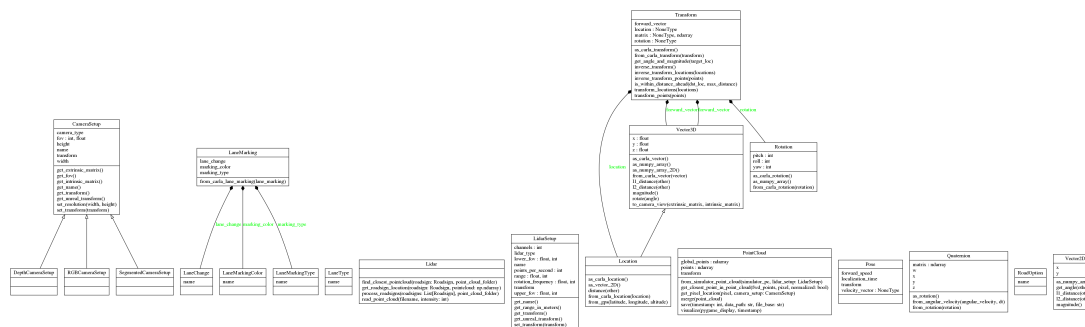 Transform
forward_vector
location : NoneType
matrix : NoneType, ndarray
rotation : NoneType
as_carla_transform()
from_carla_transform(transform)
get_angle_and_magnitude(target_loc)
inverse_transform()
inverse_transform_locations(locations)
inverse_transform_points(points)
is_within_distance_ahead(dst_loc, max_distance)
transform_locations(locations)
transform_points(points)
location
forward_vector
forward_vector
rotation
CameraSetup
camera_type
fov : int, float
height
name
transform
width
get_extrinsic_matrix()
get_fov()
get_intrinsic_matrix()
get_name()
get_transform()
get_unreal_transform()
set_resolution(width, height)
set_transform(transform)
LaneMarking
lane_change
marking_color
marking_type
from_carla_lane_marking(lane_marking)
lane_change
marking_color
marking_type
Vector3D
x : float
y : float
z : float
as_carla_vector()
as_numpy_array()
as_numpy_array_2D()
from_carla_vector(vector)
l1_distance(other)
l2_distance(other)
magnitude()
rotate(angle)
to_camera_view(extrinsic_matrix, intrinsic_matrix)
Rotation
pitch : int
roll : int
yaw : int
as_carla_rotation()
as_numpy_array()
from_carla_rotation(rotation)
DepthCameraSetup
RGBCameraSetup
SegmentedCameraSetup
LaneChange
name
LaneMarkingColor
name
LaneMarkingType
name
LaneType
name
Lidar
find_closest_pointcloud(roadsign: Roadsign, point_cloud_folder)
get_roadsign_location(roadsign: Roadsign, pointcloud: np.ndarray)
process_roadsigns(roadsigns: List[Roadsign], point_cloud_folder)
read_point_cloud(filename, intensity: int)
LidarSetup
channels : int
lidar_type
lower_fov : float, int
name
points_per_second : int
range : float, int
rotation_frequency : float, int
transform
upper_fov : float, int
get_name()
get_range_in_meters()
get_transform()
get_unreal_transform()
set_transform(transform)
Location
as_carla_location()
as_vector_2D()
distance(other)
from_carla_location(location)
from_gps(latitude, longitude, altitude)
PointCloud
global_points : ndarray
points : ndarray
transform
from_simulator_point_cloud(simulator_pc, lidar_setup: LidarSetup)
get_closest_point_in_point_cloud(fwd_points, pixel, normalized: bool)
get_pixel_location(pixel, camera_setup: CameraSetup)
merge(point_cloud)
save(timestamp: int, data_path: str, file_base: str)
visualize(pygame_display, timestamp)
Pose
forward_speed
localization_time
transform
velocity_vector : NoneType
Quaternion
matrix : ndarray
w
x
y
z
as_rotation()
from_angular_velocity(angular_velocity, dt)
from_rotation(rotation)
RoadOption
name
Vector2D
x
y
magnitude()